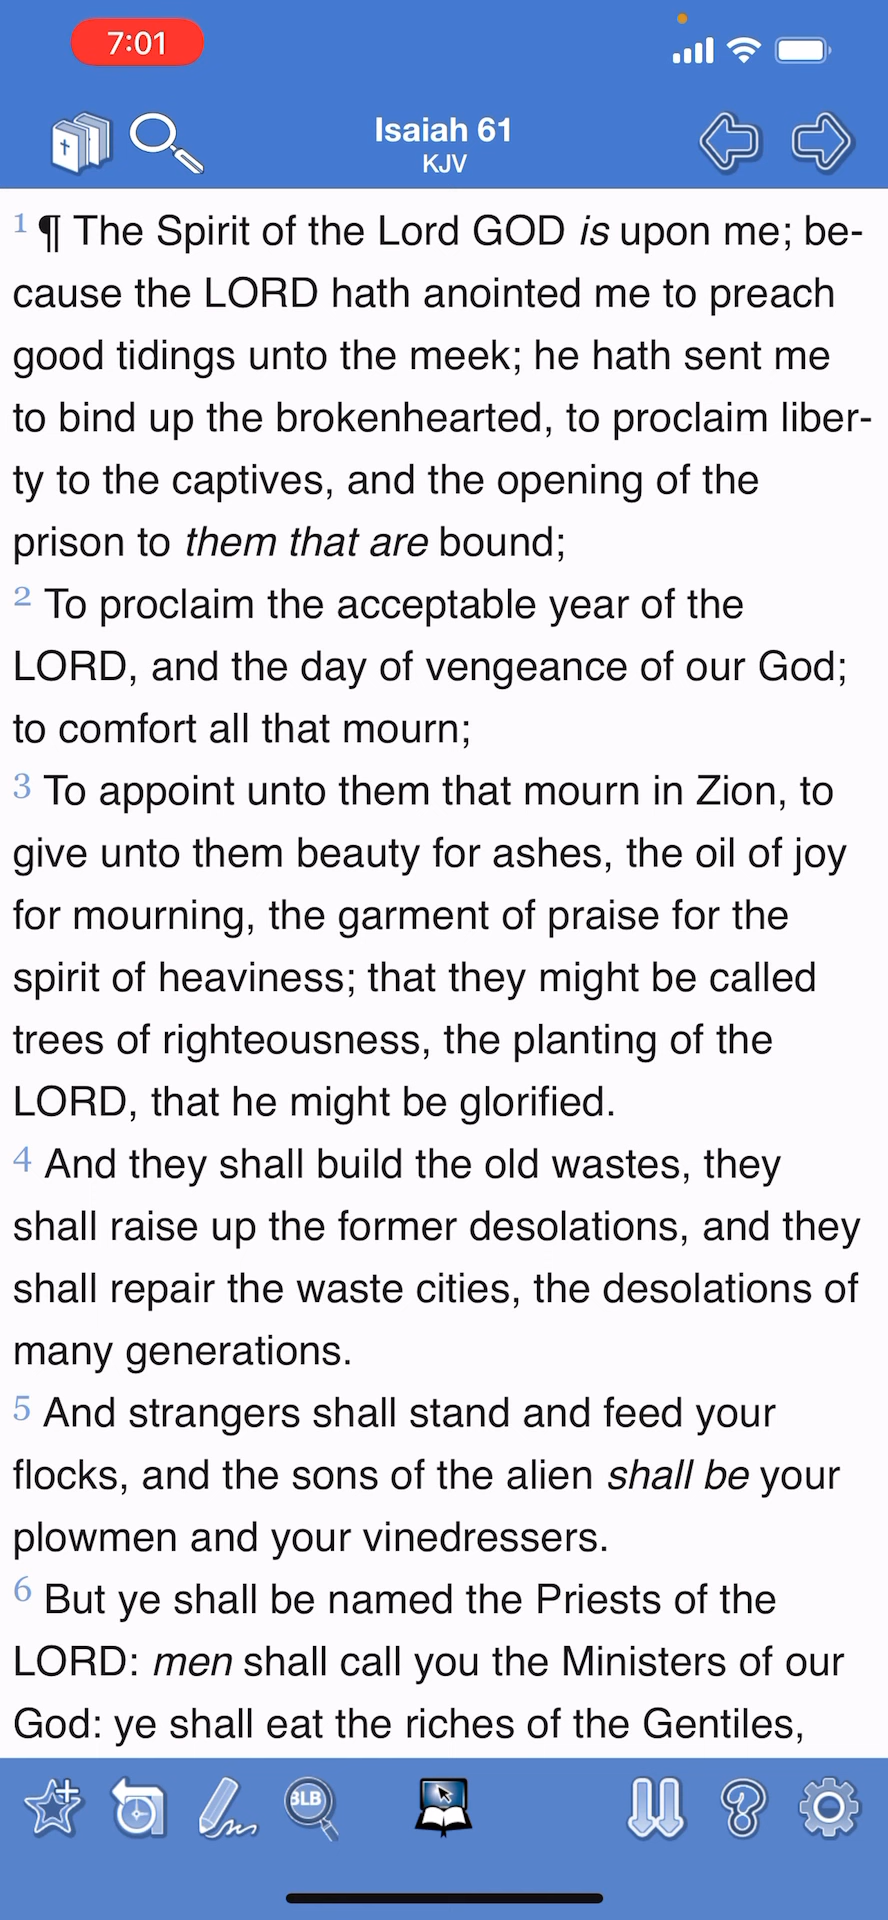 7:01
Isaiah 61
KJV
1 ¶ The Spirit of the Lord GOD is upon me; be-
cause the LORD hath anointed me to preach
good tidings unto the meek; he hath sent me
to bind up the brokenhearted, to proclaim liber-
ty to the captives, and the opening of the
prison to them that are bound;
2 To proclaim the acceptable year of the
LORD, and the day of vengeance of our God;
to comfort all that mourn;
3 To appoint unto them that mourn in Zion, to
give unto them beauty for ashes, the oil of joy
for mourning, the garment of praise for the
spirit of heaviness; that they might be called
trees of righteousness, the planting of the
LORD, that he might be glorified.
4 And they shall build the old wastes, they
shall raise up the former desolations, and they
shall repair the waste cities, the desolations of
many generations.
5 And strangers shall stand and feed your
flocks, and the sons of the alien shall be your
plowmen and your vinedressers.
6 But ye shall be named the Priests of the
LORD: men shall call you the Ministers of our
God: ye shall eat the riches of the Gentiles,
BLB